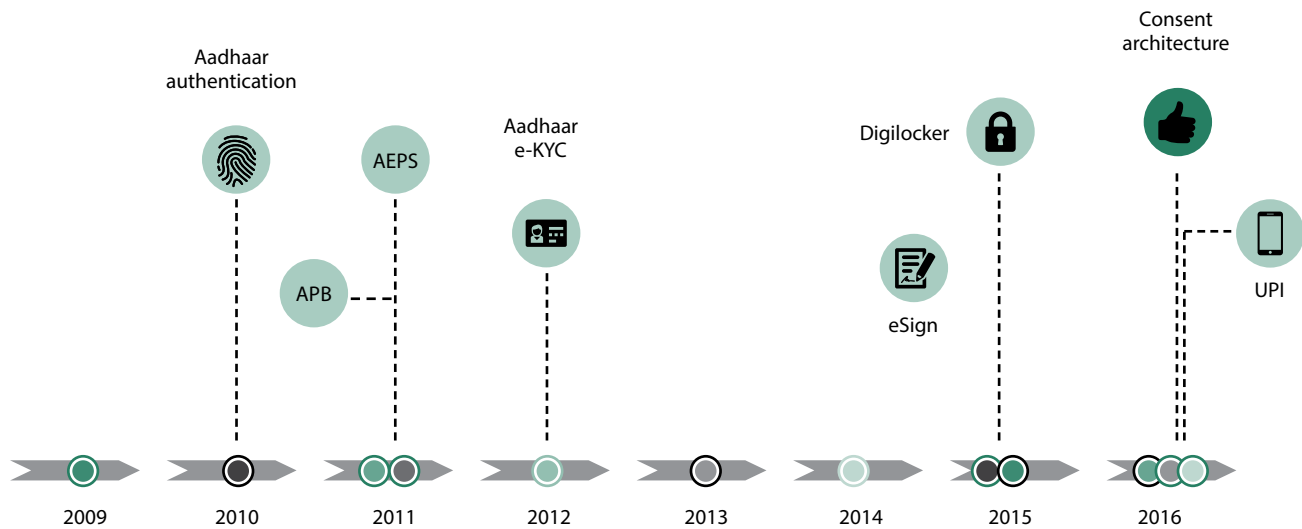 Aadhaar
authentication
AEPS
APB
Aadhaar
e-KYC
Digilocker
eSign
Consent
architecture
UPI
2009
2010
2011
2012
2013
2014
2015
2016